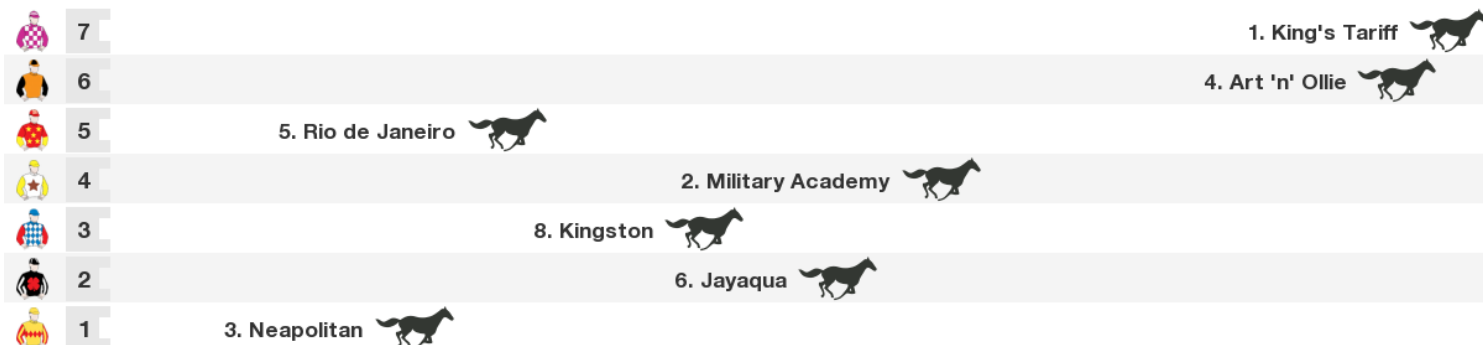 7 1. King's Tariff
6 4. Art 'n' Ollie
5 5. Rio de Janeiro
4 2. Military Academy
3 8. Kingston
2 6. Jayaqua
1 3. Neapolitan